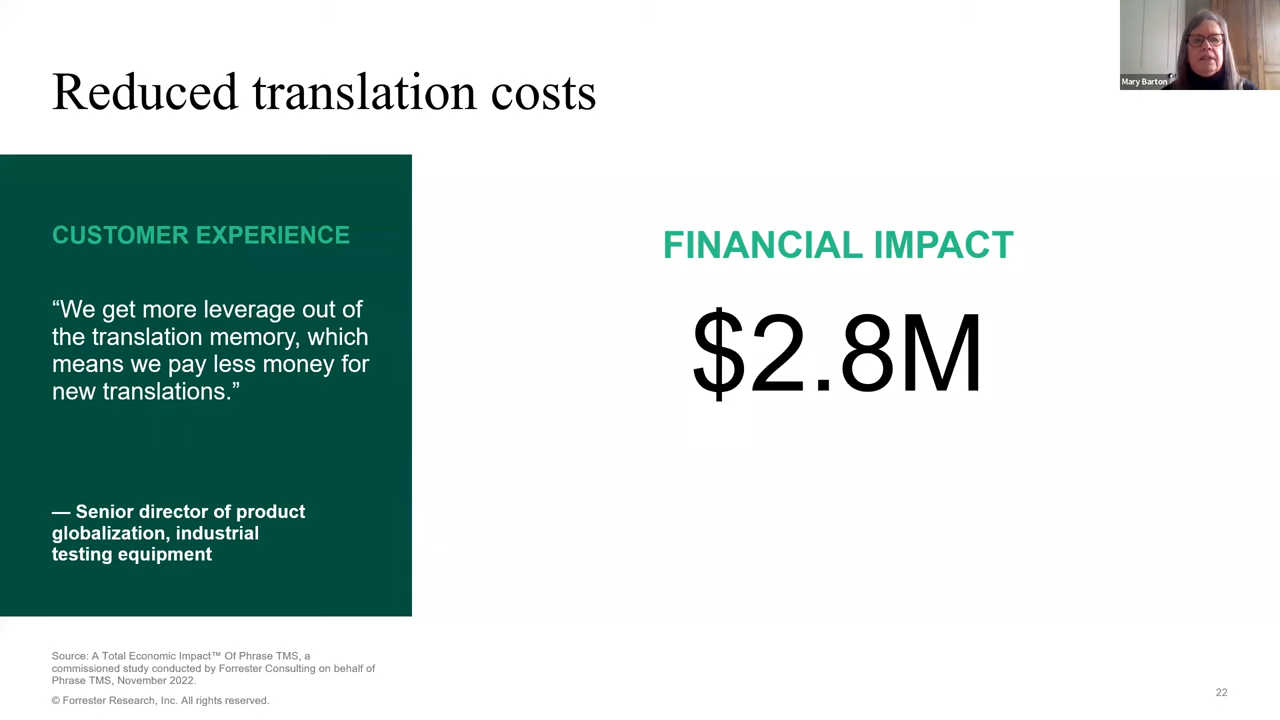 Reduced translation costs
Mary Barton
CUSTOMER EXPERIENCE
“We get more leverage out of
the translation memory, which
means we pay less money for
new translations.”
— Senior director of product
globalization, industrial
testing equipment
FINANCIAL IMPACT
$2.8M
Source: A Total Economic Impact™ Of Phrase TMS, a
commissioned study conducted by Forrester Consulting on behalf of
Phrase TMS, November 2022.
© Forrester Research, Inc. All rights reserved.
22